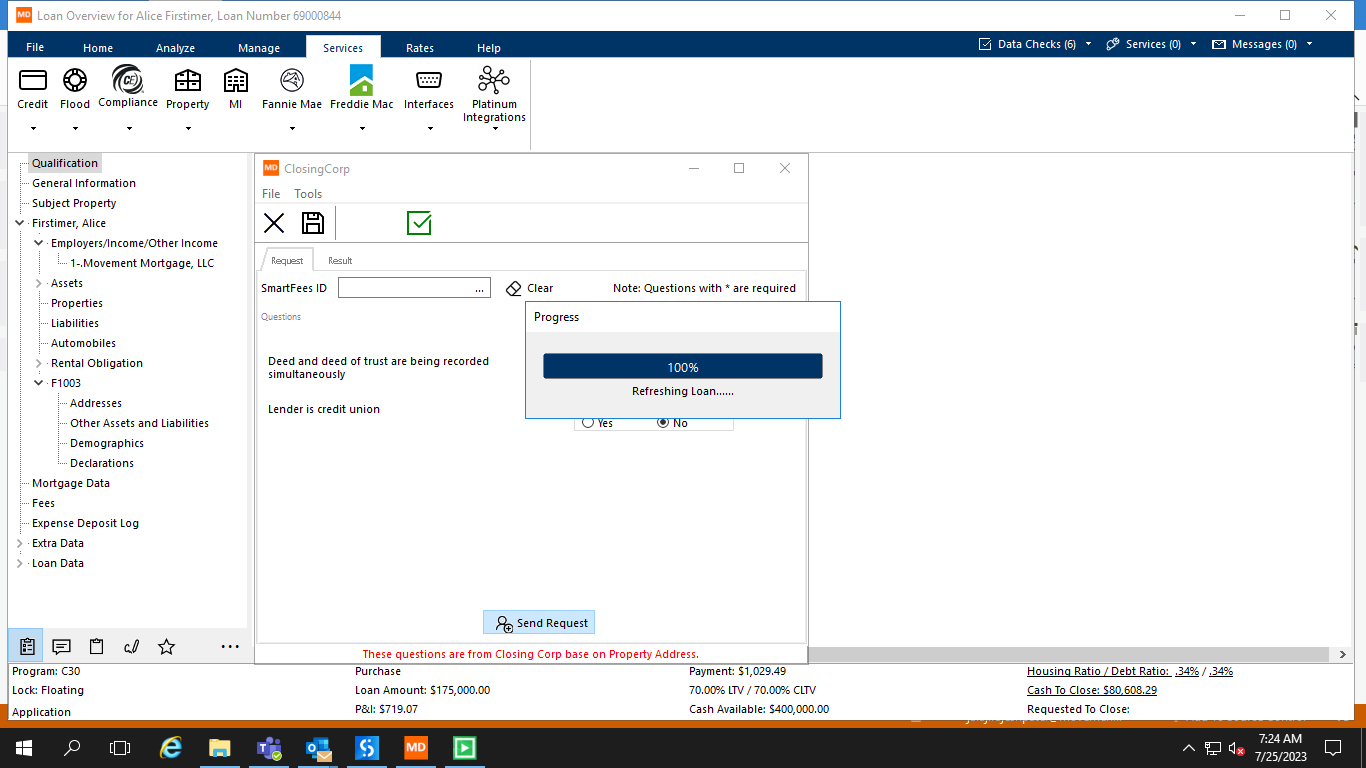 MD Loan Overview for Alice Firstimer, Loan Number 69000844
File Home Analyze Manage Services Rates Help Data Checks (6) Services (0) Messages (0)
Credit Flood Compliance Property MI Fannie Mae Freddie Mac Interfaces Platinum
Integrations
Qualification
General Information
Subject Property
Firstimer, Alice
Employers/Income/Other Income
1-.Movement Mortgage, LLC
Assets
Properties
Liabilities
Automobiles
Rental Obligation
F1003
Addresses
Other Assets and Liabilities
Demographics
Declarations
Mortgage Data
Fees
Expense Deposit Log
Extra Data
Loan Data
MD ClosingCorp
File Tools
Request Result
SmartFees ID ... Clear Note: Questions with * are required
Questions
Deed and deed of trust are being recorded
simultaneously
Lender is credit union
Yes No
Progress
100%
Refreshing Loan......
Send Request
These questions are from Closing Corp base on Property Address.
Program: C30 Purchase Payment: $1,029.49 Housing Ratio / Debt Ratio: .34% / .34%
Lock: Floating Loan Amount: $175,000.00 70.00% LTV / 70.00% CLTV Cash To Close: $80,608.29
Application P&I: $719.07 Cash Available: $400,000.00 Requested To Close:
MD
7:24 AM
7/25/2023